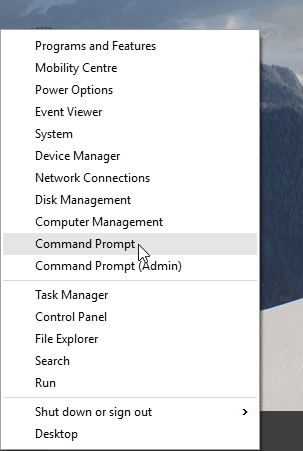 Programs and Features
Mobility Centre
Power Options
Event Viewer
System
Device Manager
Network Connections
Disk Management
Computer Management
Command Prompt
Command Prompt (Admin)
Task Manager
Control Panel
File Explorer
Search
Run
Shut down or sign out
Desktop